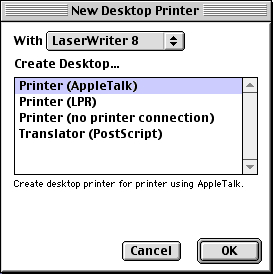 New Desktop Printer
With LaserWriter 8
Create Desktop...
Printer (AppleTalk)
Printer (LPR)
Printer (no printer connection)
Translator (PostScript)
Create desktop printer for printer using AppleTalk.
Cancel OK